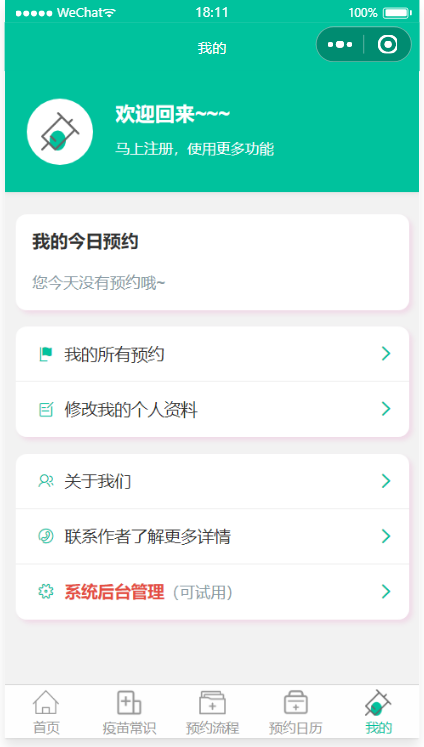 WeChat 18:11 100%
我的
欢迎回来~~~
马上注册，使用更多功能
我的今日预约
您今天没有预约哦~
我的所有预约
修改我的个人资料
关于我们
联系作者了解更多详情
系统后台管理（可试用）
首页 疫苗常识 预约流程 预约日历 我的